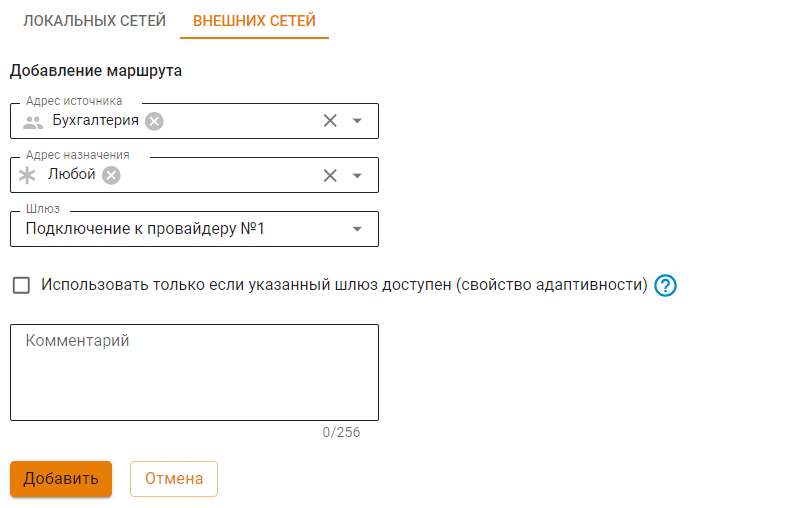 ЛОКАЛЬНЫХ СЕТЕЙ ВНЕШНИХ СЕТЕЙ
Добавление маршрута
Адрес источника
Бухгалтерия
Адрес назначения
Любой
Шлюз
Подключение к провайдеру №1
Использовать только если указанный шлюз доступен (свойство адаптивности) ?
Комментарий
0/256
Добавить Отмена